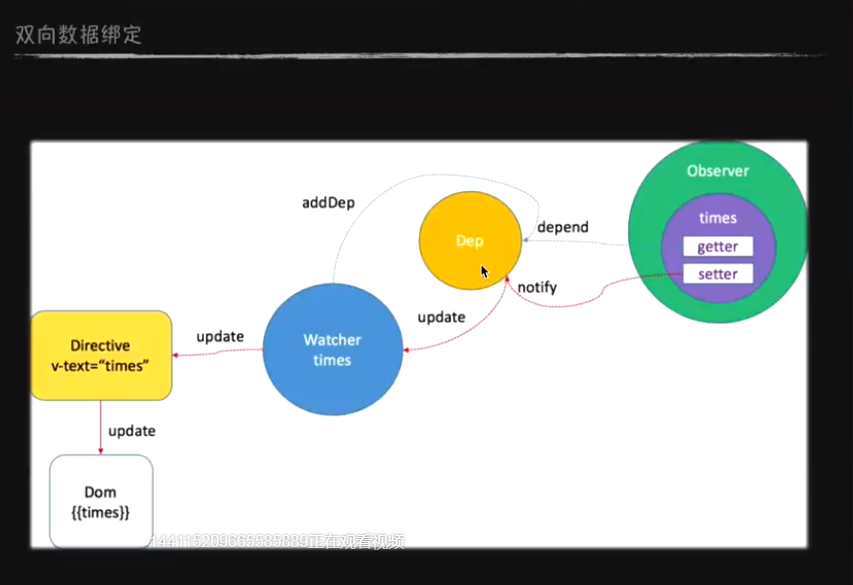 双向数据绑定
Observer
times
getter
setter
addDep
Dep
depend
notify
update
Watcher
times
update
Directive
v-text=“times”
update
Dom
{{times}}
144115209665585889正在观看视频